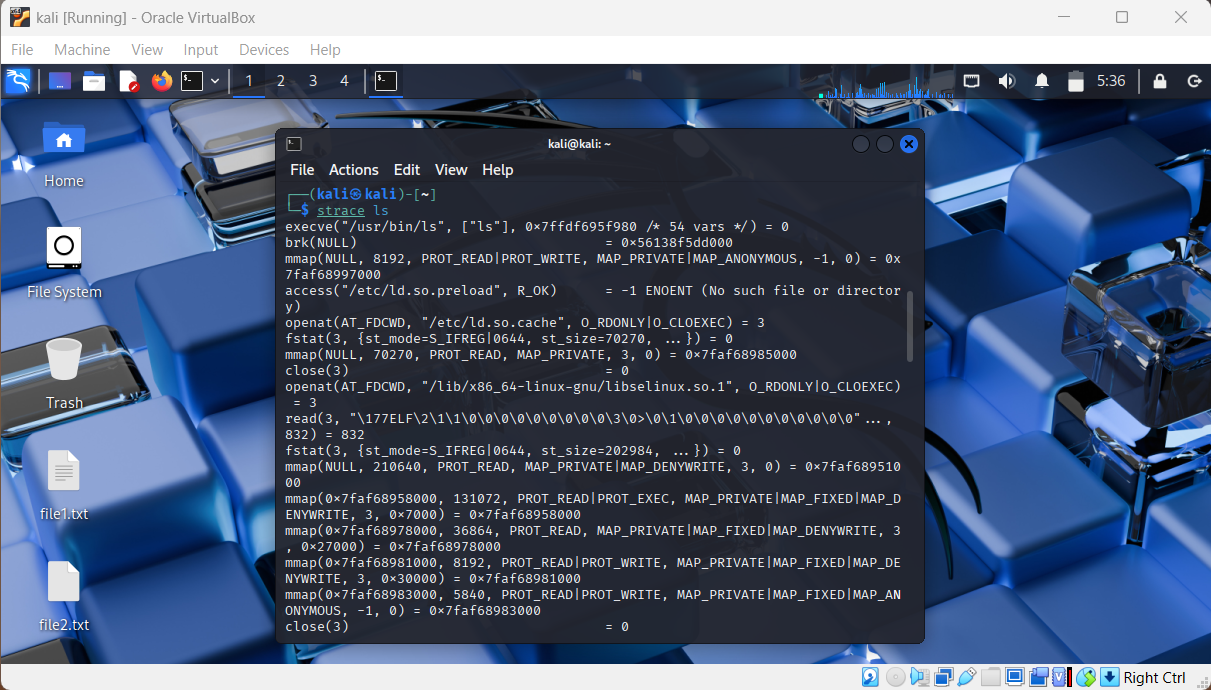 kali [Running] - Oracle VirtualBox
File Machine View Input Devices Help
1 2 3 4 5:36
Home
File System
Trash
file1.txt
file2.txt
kali@kali: ~
File Actions Edit View Help
┌──(kali㉿kali)-[~]
└─$ strace ls
execve("/usr/bin/ls", ["ls"], 0×7ffdf695f980 /* 54 vars */) = 0
brk(NULL)                               = 0×56138f5dd000
mmap(NULL, 8192, PROT_READ|PROT_WRITE, MAP_PRIVATE|MAP_ANONYMOUS, -1, 0) = 0x
7faf68997000
access("/etc/ld.so.preload", R_OK)      = -1 ENOENT (No such file or director
y)
openat(AT_FDCWD, "/etc/ld.so.cache", O_RDONLY|O_CLOEXEC) = 3
fstat(3, {st_mode=S_IFREG|0644, st_size=70270, ...}) = 0
mmap(NULL, 70270, PROT_READ, MAP_PRIVATE, 3, 0) = 0×7faf68985000
close(3)                                = 0
openat(AT_FDCWD, "/lib/x86_64-linux-gnu/libselinux.so.1", O_RDONLY|O_CLOEXEC)
 = 3
read(3, "\177ELF\2\1\1\0\0\0\0\0\0\0\0\0\3\0>\0\1\0\0\0\0\0\0\0\0\0\0\0"...,
832) = 832
fstat(3, {st_mode=S_IFREG|0644, st_size=202984, ...}) = 0
mmap(NULL, 210640, PROT_READ, MAP_PRIVATE|MAP_DENYWRITE, 3, 0) = 0×7faf689510
00
mmap(0×7faf68958000, 131072, PROT_READ|PROT_EXEC, MAP_PRIVATE|MAP_FIXED|MAP_D
ENYWRITE, 3, 0×7000) = 0×7faf68958000
mmap(0×7faf68978000, 36864, PROT_READ, MAP_PRIVATE|MAP_FIXED|MAP_DENYWRITE, 3
, 0×27000) = 0×7faf68978000
mmap(0×7faf68981000, 8192, PROT_READ|PROT_WRITE, MAP_PRIVATE|MAP_FIXED|MAP_DE
NYWRITE, 3, 0×30000) = 0×7faf68981000
mmap(0×7faf68983000, 5840, PROT_READ|PROT_WRITE, MAP_PRIVATE|MAP_FIXED|MAP_AN
ONYMOUS, -1, 0) = 0×7faf68983000
close(3)                                = 0
Right Ctrl